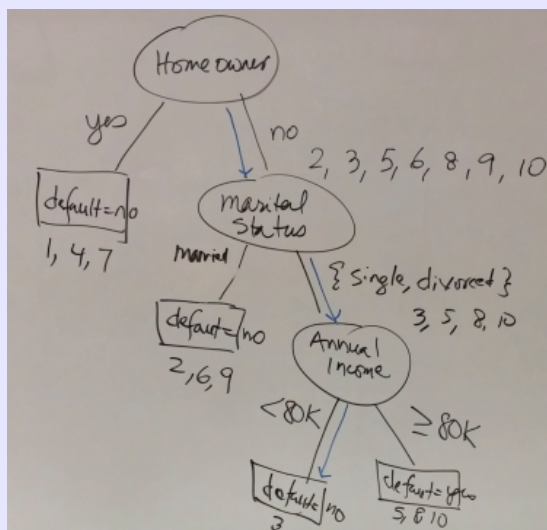 Homeowner
yes
no
2, 3, 5, 6, 8, 9, 10
default=no
1, 4, 7
Marital
Status
married
{single, divorced}
3, 5, 8, 10
default=no
2, 6, 9
Annual
Income
<80K
≥80K
default=no
3
default=yes
5, 8, 10